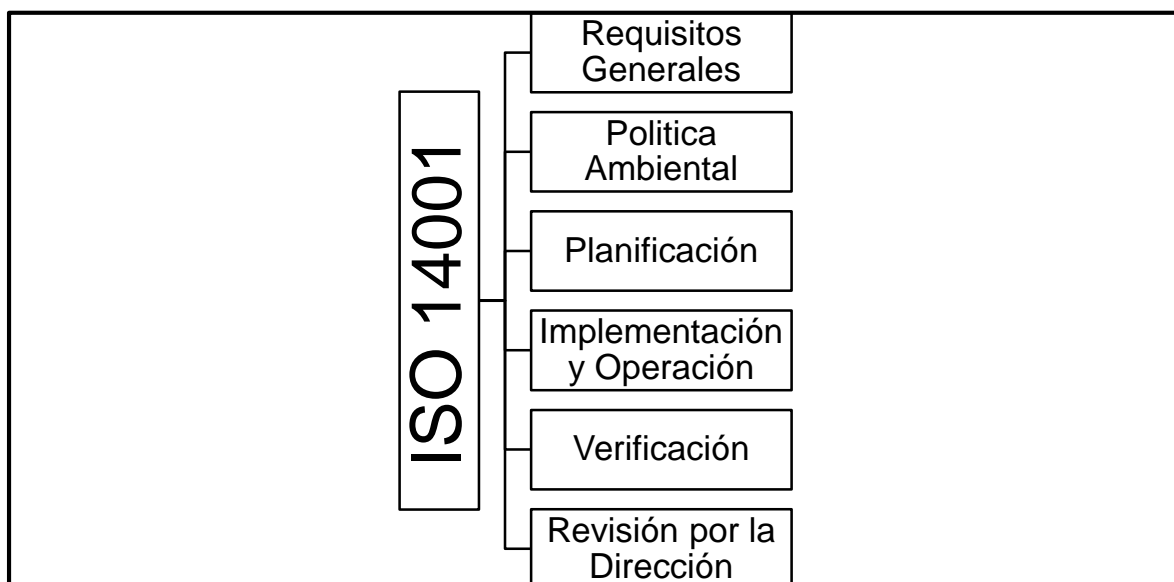 ISO 14001
Requisitos
Generales
Politica
Ambiental
Planificación
Implementación
y Operación
Verificación
Revisión por la
Dirección